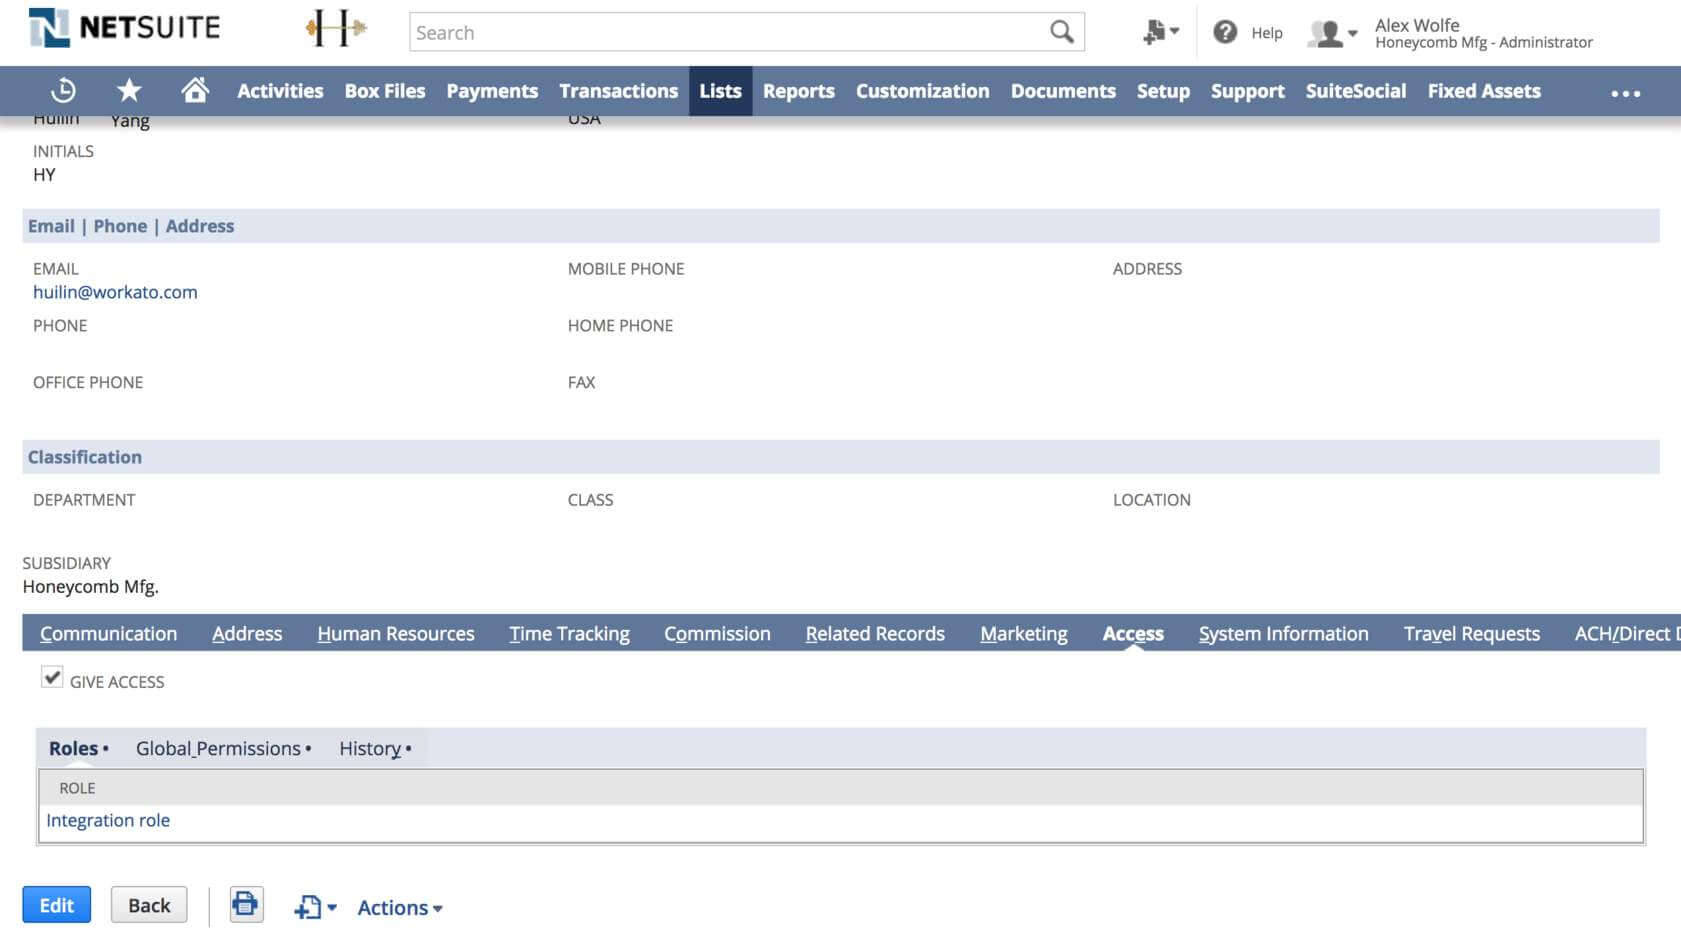 NETSUITE
H
Search
Help
Alex Wolfe
Honeycomb Mfg - Administrator
Activities Box Files Payments Transactions Lists Reports Customization Documents Setup Support SuiteSocial Fixed Assets
Huilin Yang USA
INITIALS
HY
Email | Phone | Address
EMAIL MOBILE PHONE ADDRESS
huilin@workato.com
PHONE HOME PHONE
OFFICE PHONE FAX
Classification
DEPARTMENT CLASS LOCATION
SUBSIDIARY
Honeycomb Mfg.
Communication Address Human Resources Time Tracking Commission Related Records Marketing Access System Information Travel Requests ACH/Direct D
GIVE ACCESS
Roles • Global Permissions • History •
ROLE
Integration role
Edit Back Actions